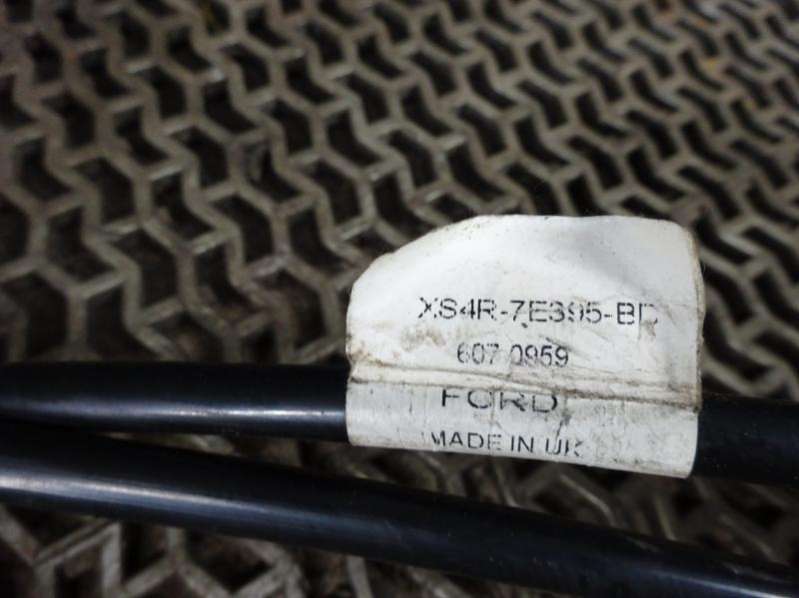 XS4R-7E395-BD
607 0959
FORD
MADE IN UK